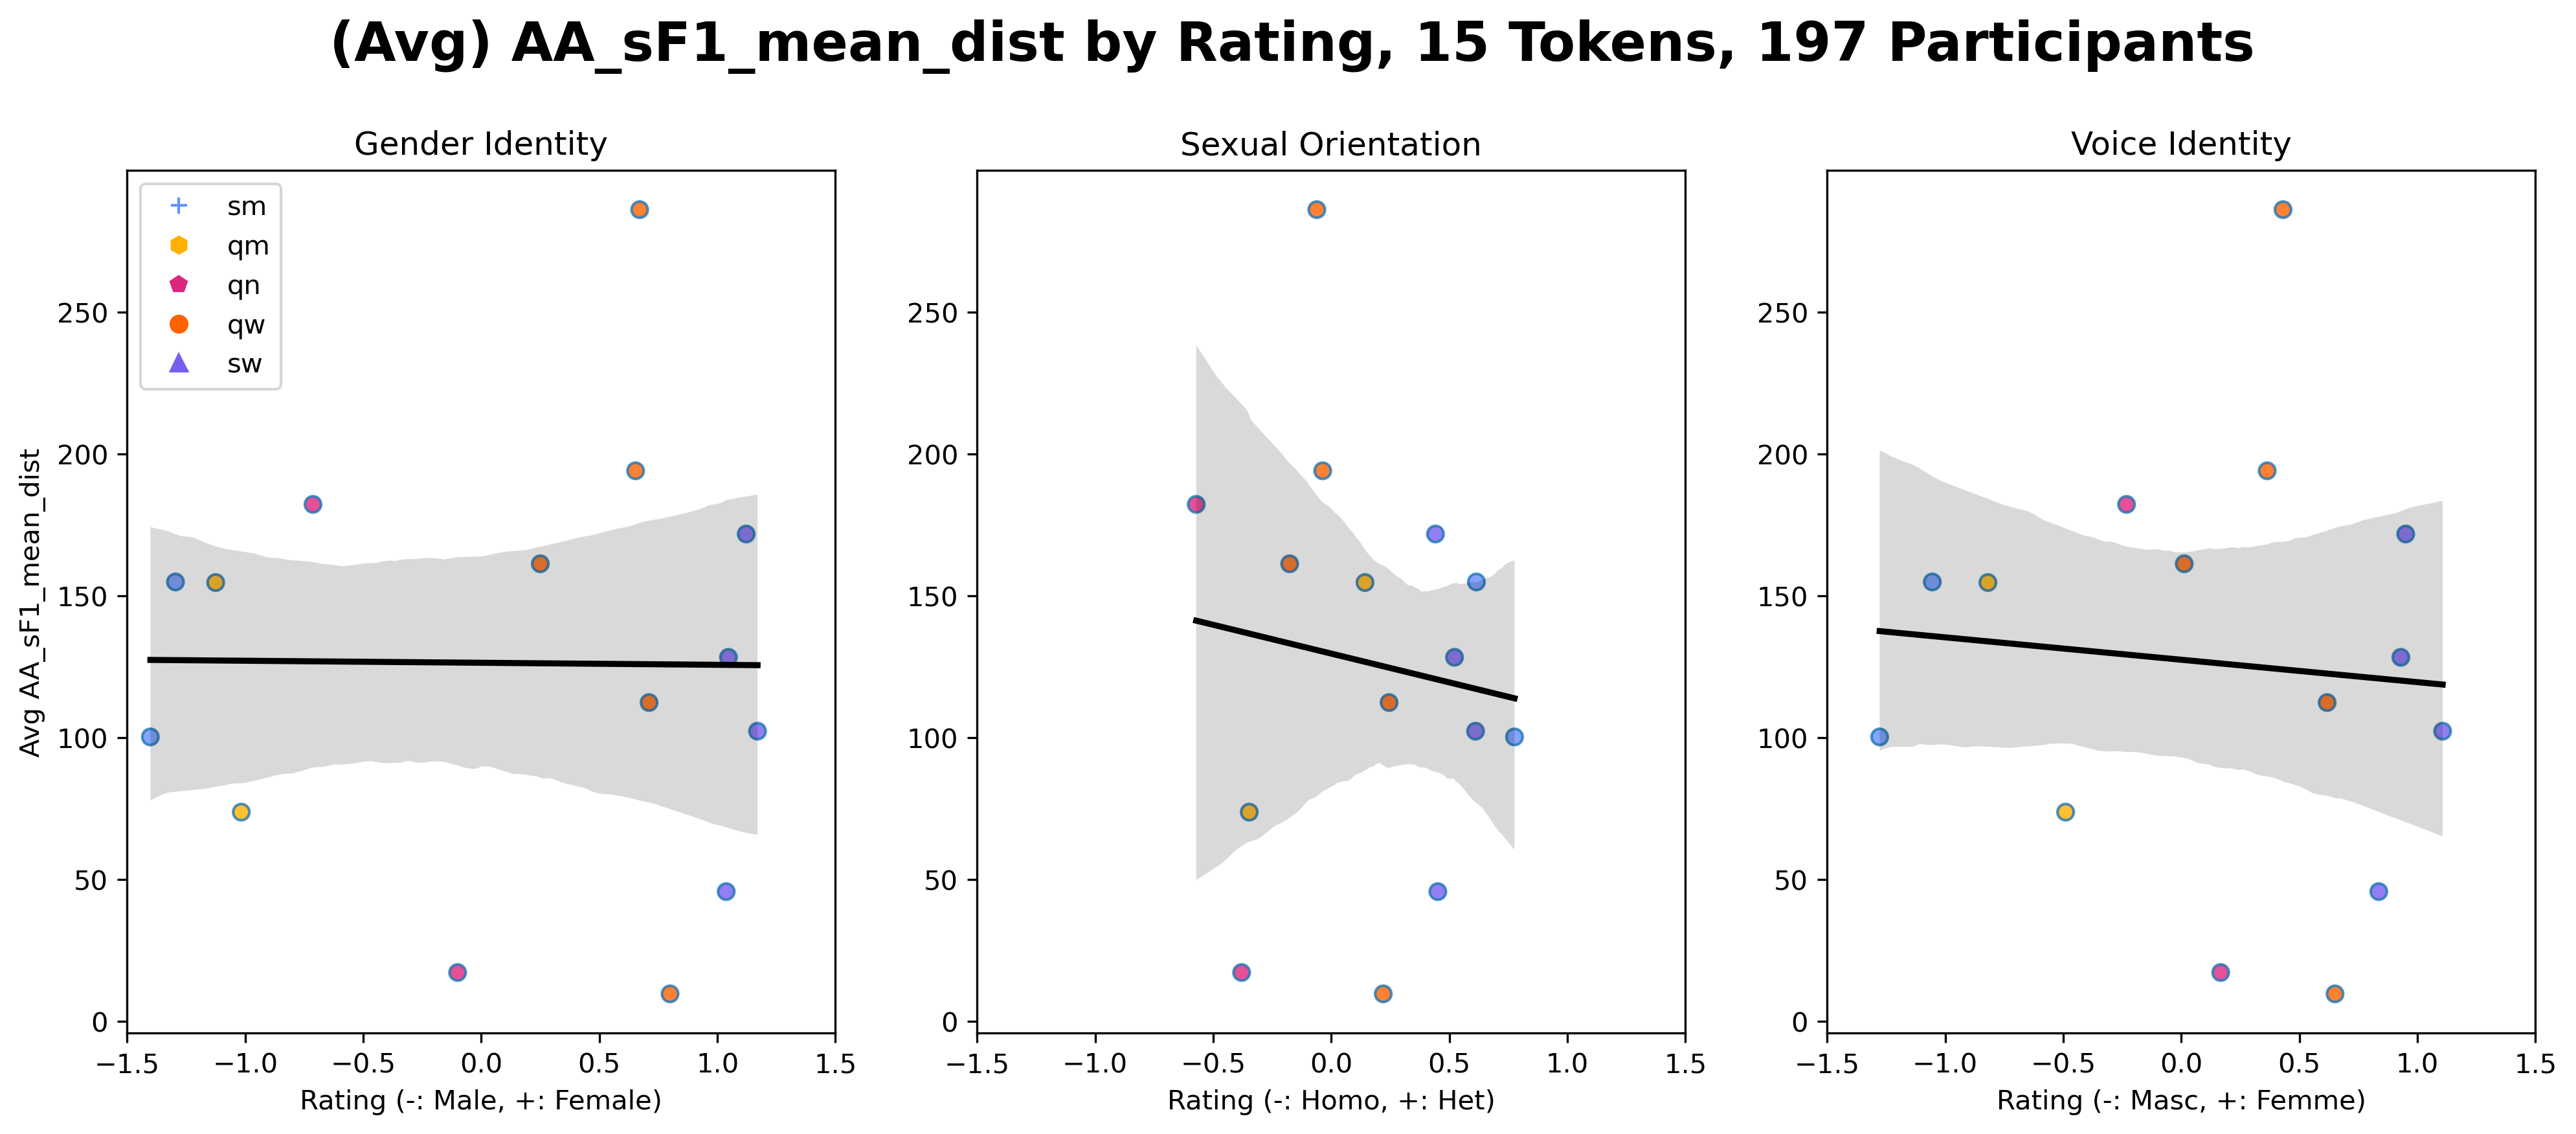 (Avg) AA_sF1_mean_dist by Rating, 15 Tokens, 197 Participants
Gender Identity
Sexual Orientation
Voice Identity
sm
qm
qn
qw
sw
Avg AA_sF1_mean_dist
250
200
150
100
50
0
−1.5 −1.0 −0.5 0.0 0.5 1.0 1.5
Rating (-: Male, +: Female)
250
200
150
100
50
0
−1.5 −1.0 −0.5 0.0 0.5 1.0 1.5
Rating (-: Homo, +: Het)
250
200
150
100
50
0
−1.5 −1.0 −0.5 0.0 0.5 1.0 1.5
Rating (-: Masc, +: Femme)